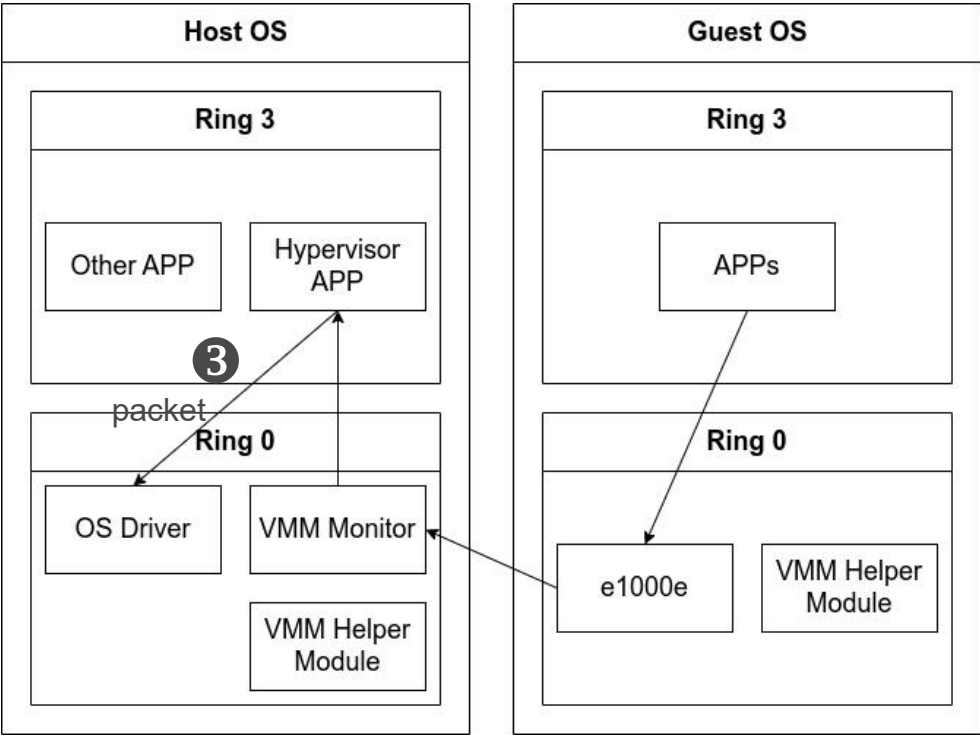 Host OS
Ring 3
Other APP
Hypervisor
APP
❸
packet
Ring 0
OS Driver
VMM Monitor
VMM Helper
Module
Guest OS
Ring 3
APPs
Ring 0
e1000e
VMM Helper
Module